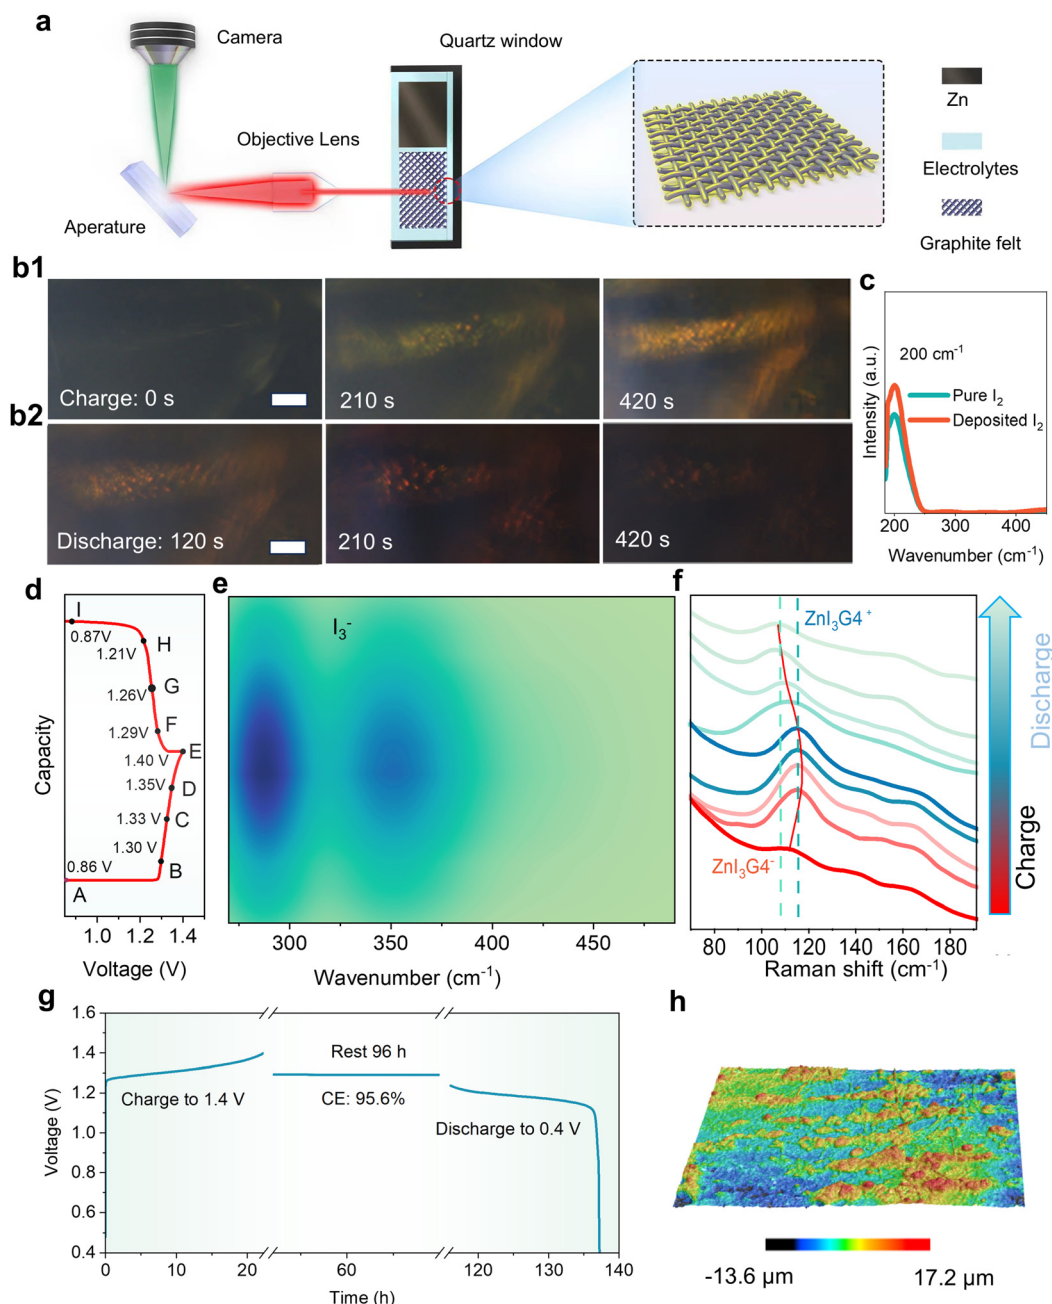 a
Camera
Quartz window
Objective Lens
Aperature
Zn
Electrolytes
Graphite felt
b1
Charge: 0 s
210 s
420 s
b2
Discharge: 120 s
210 s
420 s
c
Intensity (a.u.)
200 cm⁻¹
Pure I₂
Deposited I₂
200 300 400
Wavenumber (cm⁻¹)
d
Capacity
I
0.87V
H
1.21V
G
1.26V
F
1.29V
E
1.40 V
1.35V
D
1.33 V
C
1.30 V
B
0.86 V
A
1.0 1.2 1.4
Voltage (V)
e
I₃⁻
300 350 400 450
Wavenumber (cm⁻¹)
f
ZnI₃G4⁺
ZnI₃G4⁻
80 100 120 140 160 180
Raman shift (cm⁻¹)
Discharge
Charge
g
Voltage (V)
1.6
1.4
1.2
1.0
0.8
0.6
0.4
Rest 96 h
Charge to 1.4 V
CE: 95.6%
Discharge to 0.4 V
0 10 20 60 120 130 140
Time (h)
h
-13.6 µm
17.2 µm